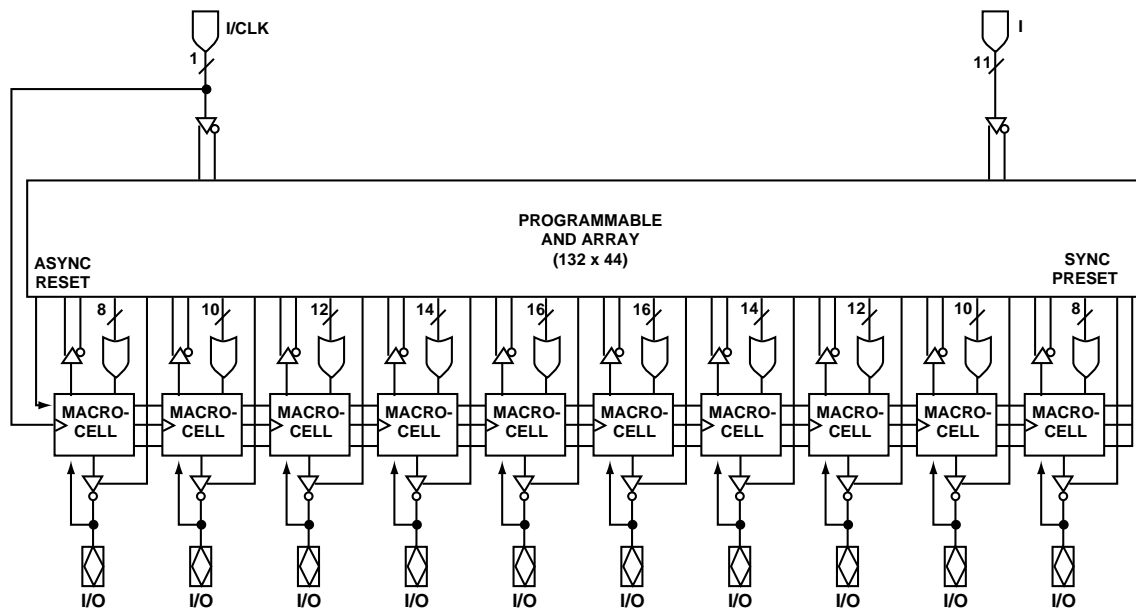 I/CLK
I
1
11
PROGRAMMABLE
AND ARRAY
(132 x 44)
ASYNC
RESET
SYNC
PRESET
8 10 12 14 16 16 14 12 10 8
MACRO- MACRO- MACRO- MACRO- MACRO- MACRO- MACRO- MACRO- MACRO- MACRO-
CELL CELL CELL CELL CELL CELL CELL CELL CELL CELL
I/O I/O I/O I/O I/O I/O I/O I/O I/O I/O